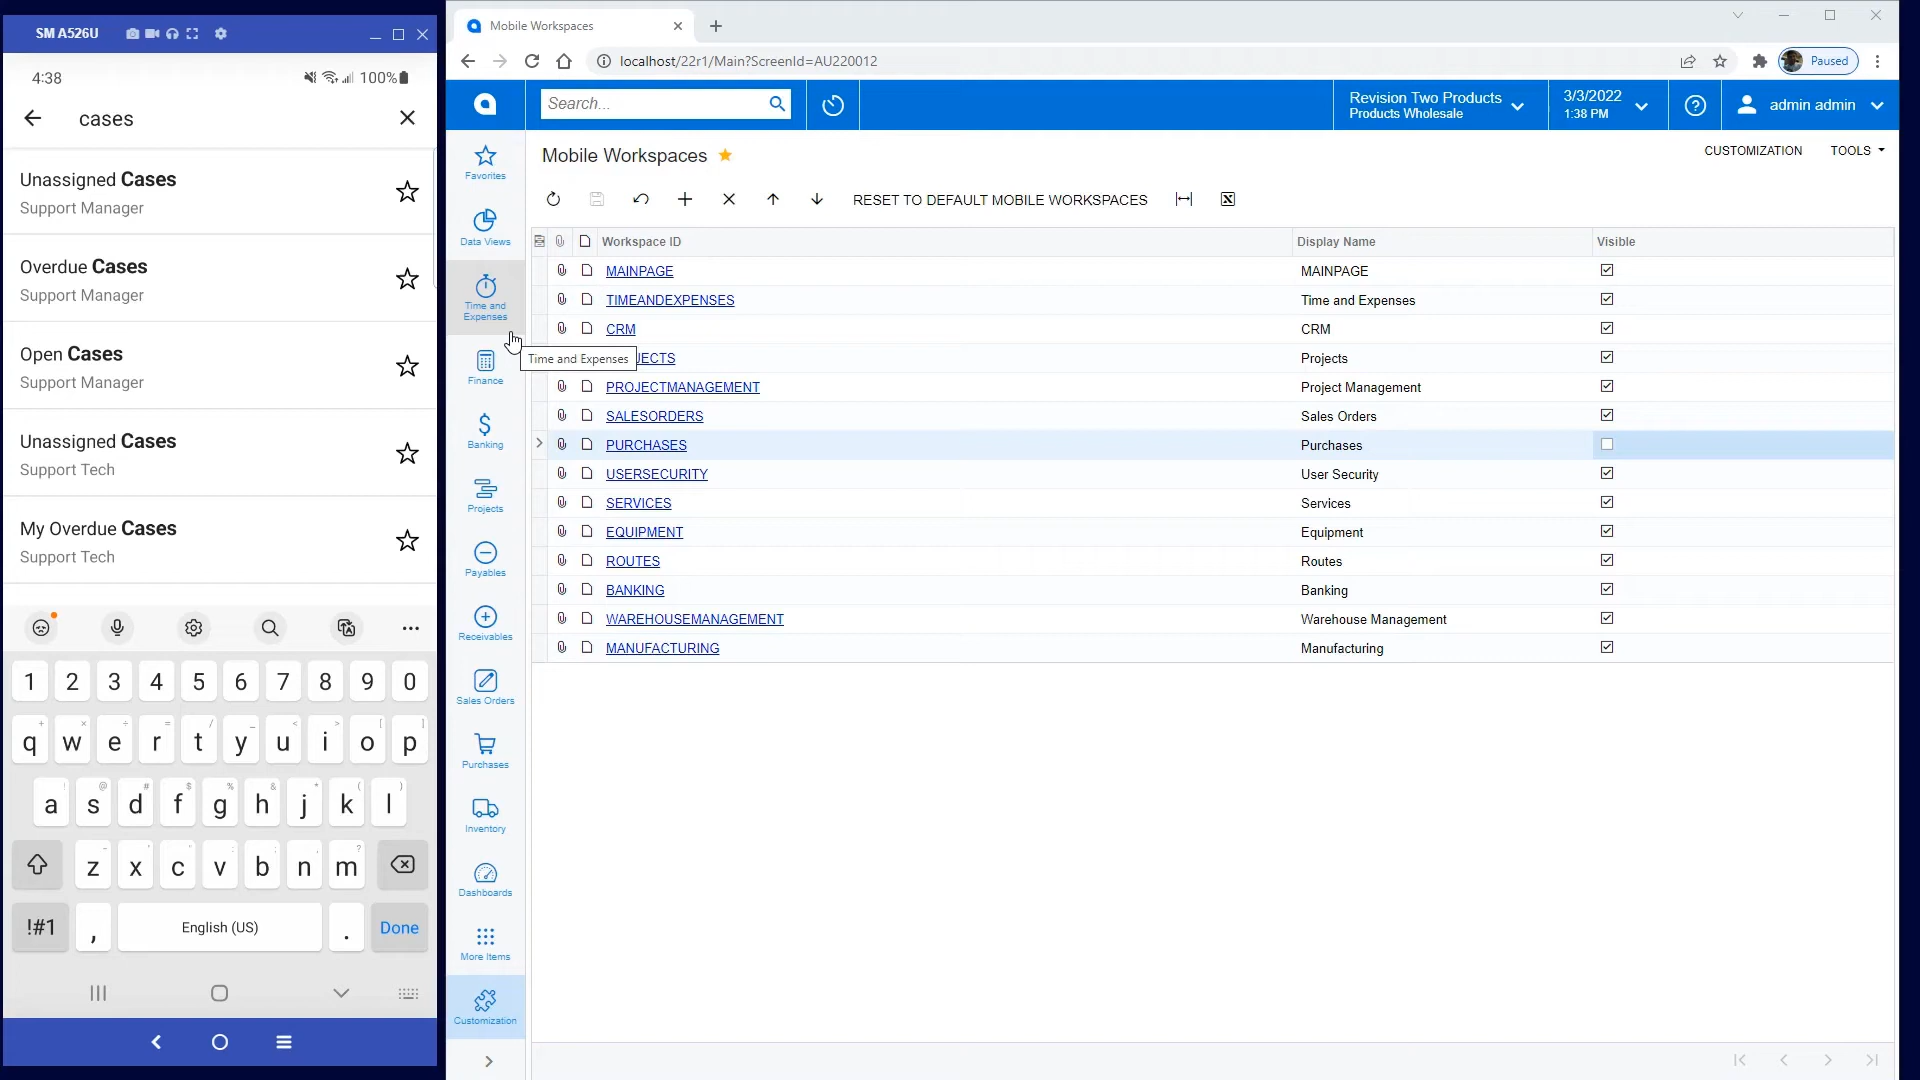 SM A526U
4:38
100%
cases
Unassigned Cases
Support Manager
Overdue Cases
Support Manager
Open Cases
Support Manager
Unassigned Cases
Support Tech
My Overdue Cases
Support Tech
1 2 3 4 5 6 7 8 9 0
q w e r t y u i o p
a s d f g h j k l
z x c v b n m
!#1 , English (US) . Done
Mobile Workspaces
localhost/22r1/Main?ScreenId=AU220012
Paused
Search...
Revision Two Products
Products Wholesale
3/3/2022
1:38 PM
admin admin
Favorites
Data Views
Time and
Expenses
Finance
Banking
Projects
Payables
Receivables
Sales Orders
Purchases
Inventory
Dashboards
More Items
Customization
Mobile Workspaces
CUSTOMIZATION TOOLS
RESET TO DEFAULT MOBILE WORKSPACES
Workspace ID Display Name Visible
MAINPAGE MAINPAGE
TIMEANDEXPENSES Time and Expenses
CRM CRM
JECTS Projects
Time and Expenses
PROJECTMANAGEMENT Project Management
SALESORDERS Sales Orders
PURCHASES Purchases
USERSECURITY User Security
SERVICES Services
EQUIPMENT Equipment
ROUTES Routes
BANKING Banking
WAREHOUSEMANAGEMENT Warehouse Management
MANUFACTURING Manufacturing